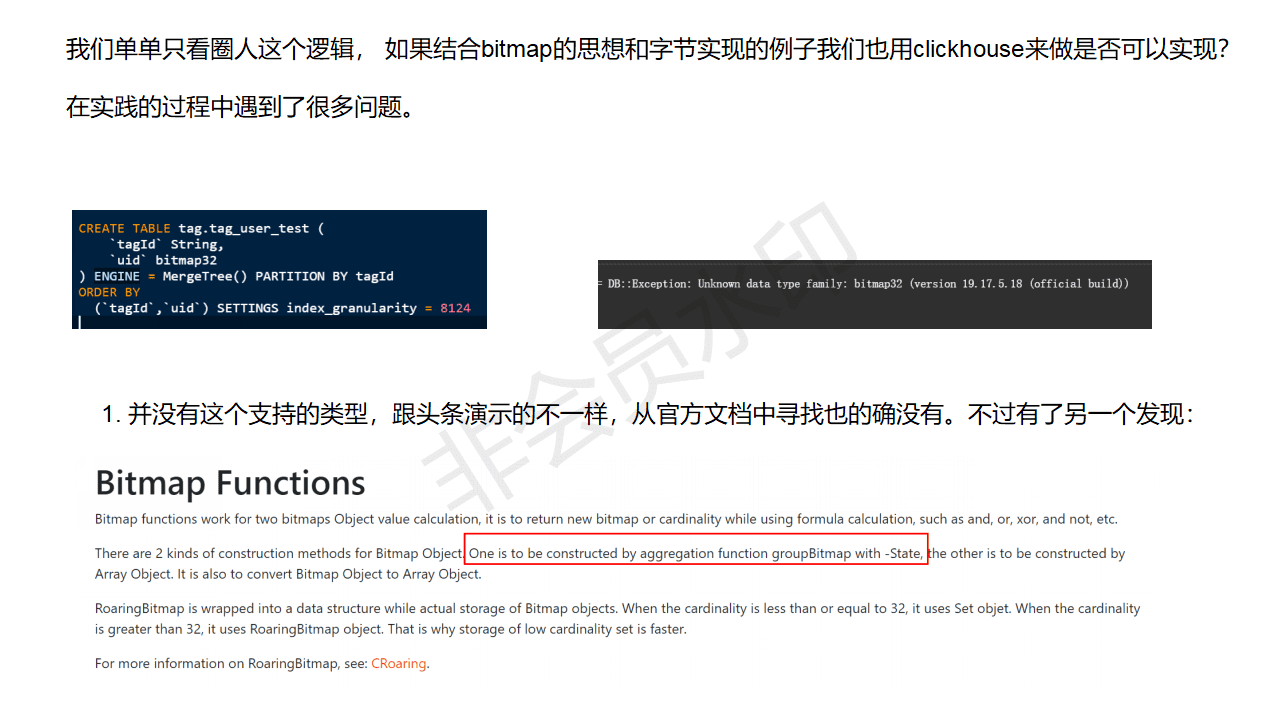 我们单单只看圈人这个逻辑， 如果结合bitmap的思想和字节实现的例子我们也用clickhouse来做是否可以实现？
在实践的过程中遇到了很多问题。
CREATE TABLE tag.tag_user_test (
`tagId` String,
`uid` bitmap32
) ENGINE = MergeTree() PARTITION BY tagId
ORDER BY
(`tagId`,`uid`) SETTINGS index_granularity = 8124
= DB::Exception: Unknown data type family: bitmap32 (version 19.17.5.18 (official build))
非会员水印
1. 并没有这个支持的类型，跟头条演示的不一样，从官方文档中寻找也的确没有。不过有了另一个发现：
Bitmap Functions
Bitmap functions work for two bitmaps Object value calculation, it is to return new bitmap or cardinality while using formula calculation, such as and, or, xor, and not, etc.
There are 2 kinds of construction methods for Bitmap Object. One is to be constructed by aggregation function groupBitmap with -State, the other is to be constructed by
Array Object. It is also to convert Bitmap Object to Array Object.
RoaringBitmap is wrapped into a data structure while actual storage of Bitmap objects. When the cardinality is less than or equal to 32, it uses Set objet. When the cardinality
is greater than 32, it uses RoaringBitmap object. That is why storage of low cardinality set is faster.
For more information on RoaringBitmap, see: CRoaring.